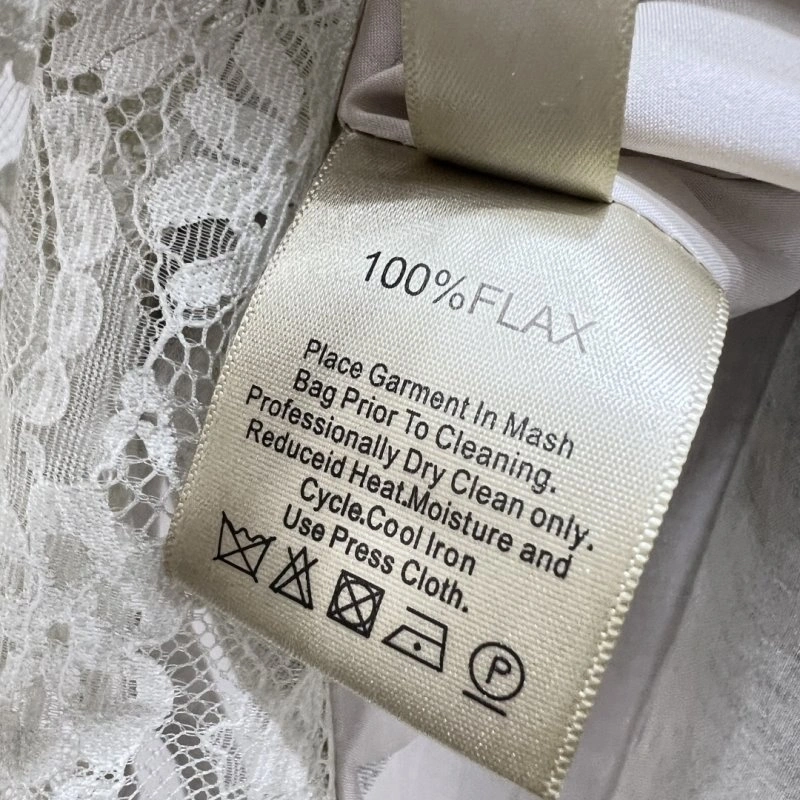 100%FLAX
Place Garment In Mash
Bag Prior To Cleaning.
Professionally Dry Clean only.
Reduceid Heat.Moisture and
Cycle.Cool Iron
Use Press Cloth.
P